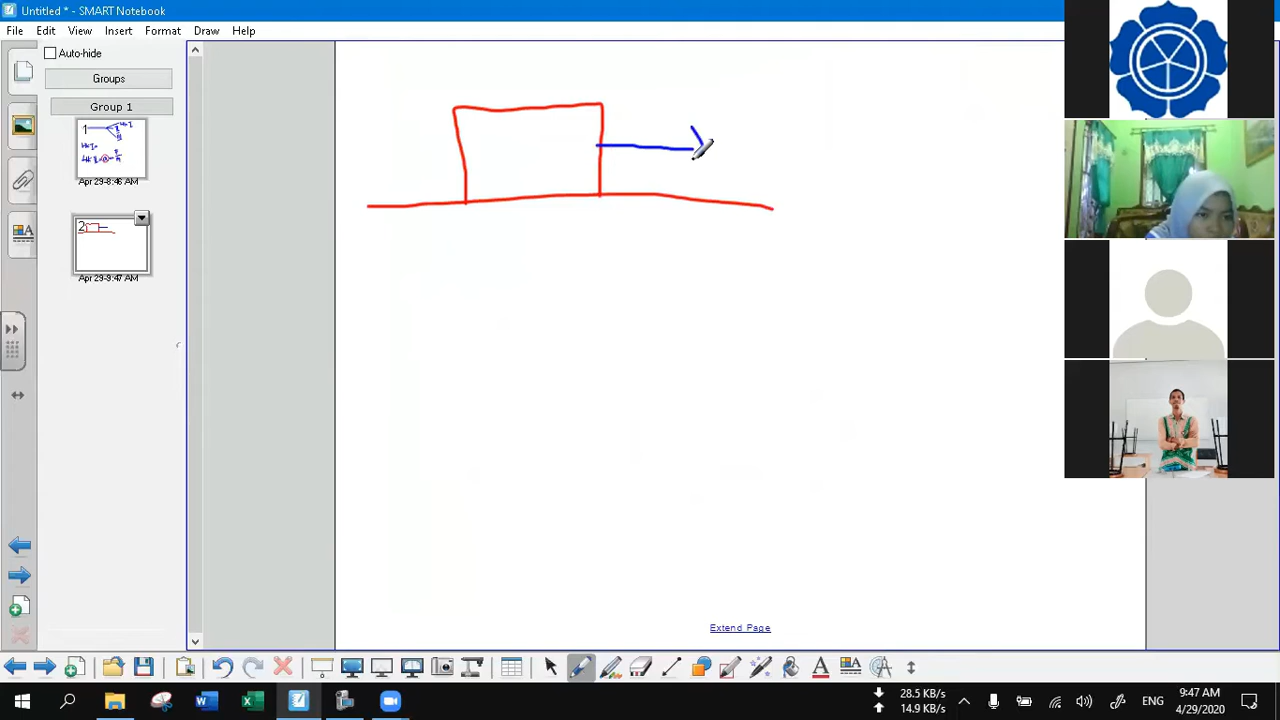 Untitled * - SMART Notebook
File Edit View Insert Format Draw Help
Auto-hide
Groups
Group 1
1
Apr 29-8:46 AM
2
Apr 29-9:47 AM
Extend Page
28.5 KB/s
14.9 KB/s
ENG
9:47 AM
4/29/2020